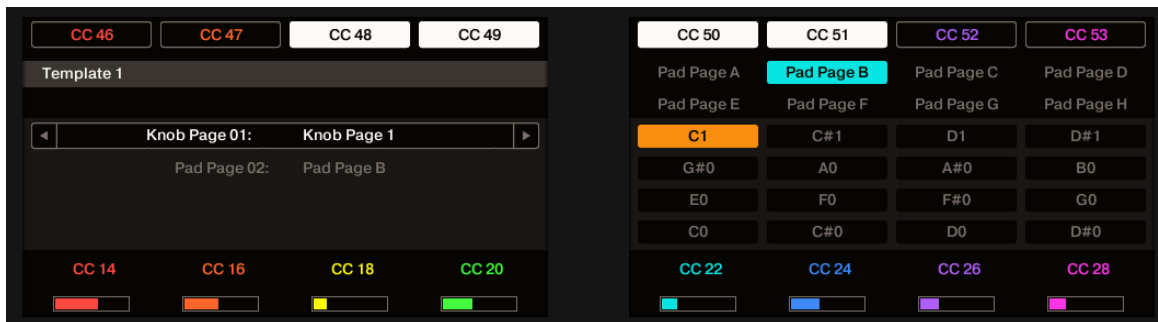 CC 46 CC 47 CC 48 CC 49
Template 1
Knob Page 01: Knob Page 1
Pad Page 02: Pad Page B
CC 14 CC 16 CC 18 CC 20
CC 50 CC 51 CC 52 CC 53
Pad Page A Pad Page B Pad Page C Pad Page D
Pad Page E Pad Page F Pad Page G Pad Page H
C1 C#1 D1 D#1
G#0 A0 A#0 B0
E0 F0 F#0 G0
C0 C#0 D0 D#0
CC 22 CC 24 CC 26 CC 28